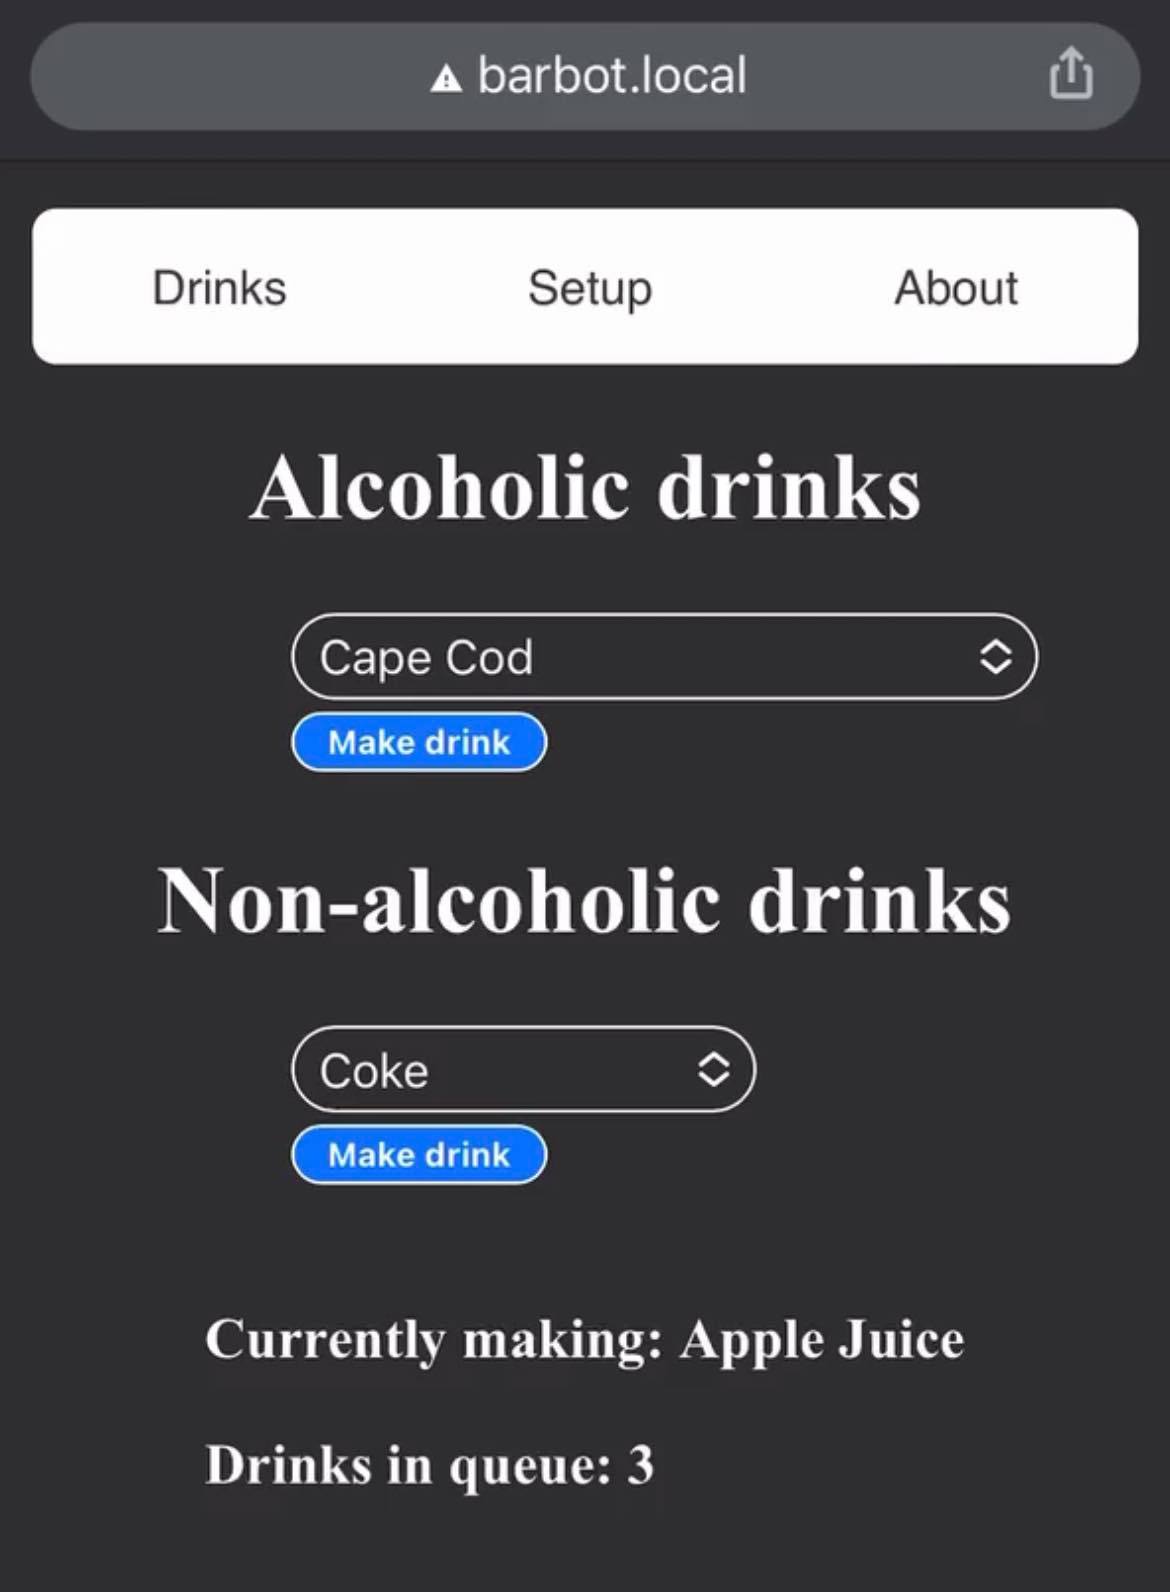 barbot.local
Drinks Setup About
Alcoholic drinks
Cape Cod
Make drink
Non-alcoholic drinks
Coke
Make drink
Currently making: Apple Juice
Drinks in queue: 3